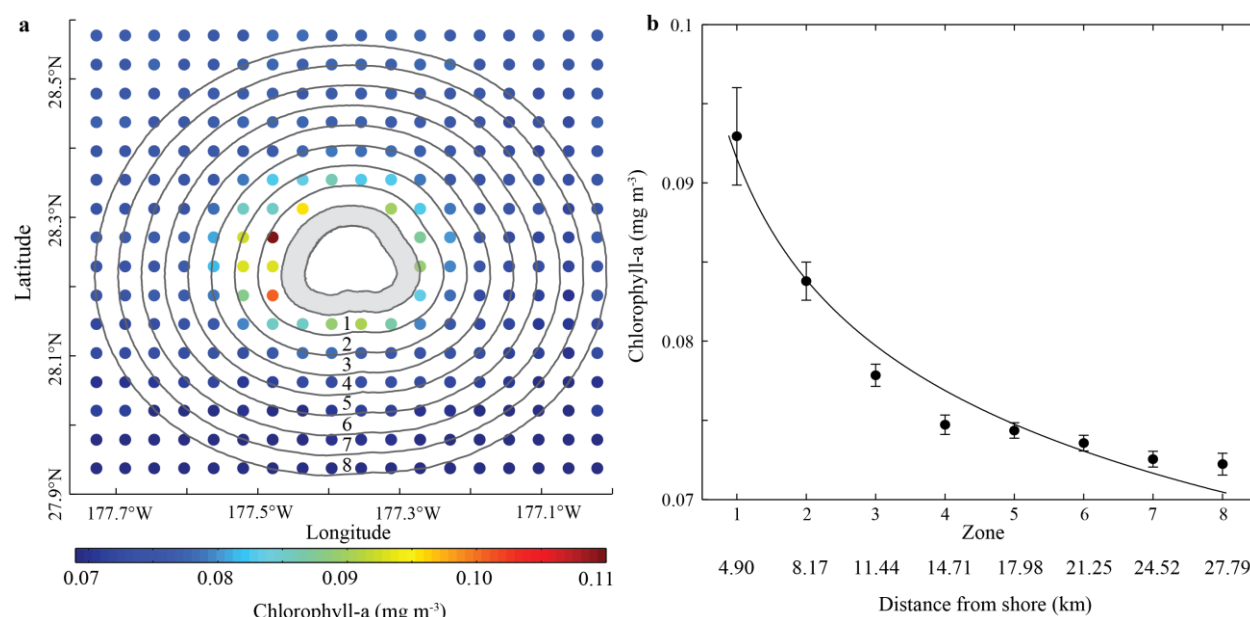 a
28.5°N
28.3°N
28.1°N
27.9°N
Latitude
1
2
3
4
5
6
7
8
177.7°W 177.5°W 177.3°W 177.1°W
Longitude
0.07 0.08 0.09 0.10 0.11
Chlorophyll-a (mg m-3)
b
0.1
0.09
0.08
0.07
Chlorophyll-a (mg m-3)
1 2 3 4 5 6 7 8
Zone
4.90 8.17 11.44 14.71 17.98 21.25 24.52 27.79
Distance from shore (km)